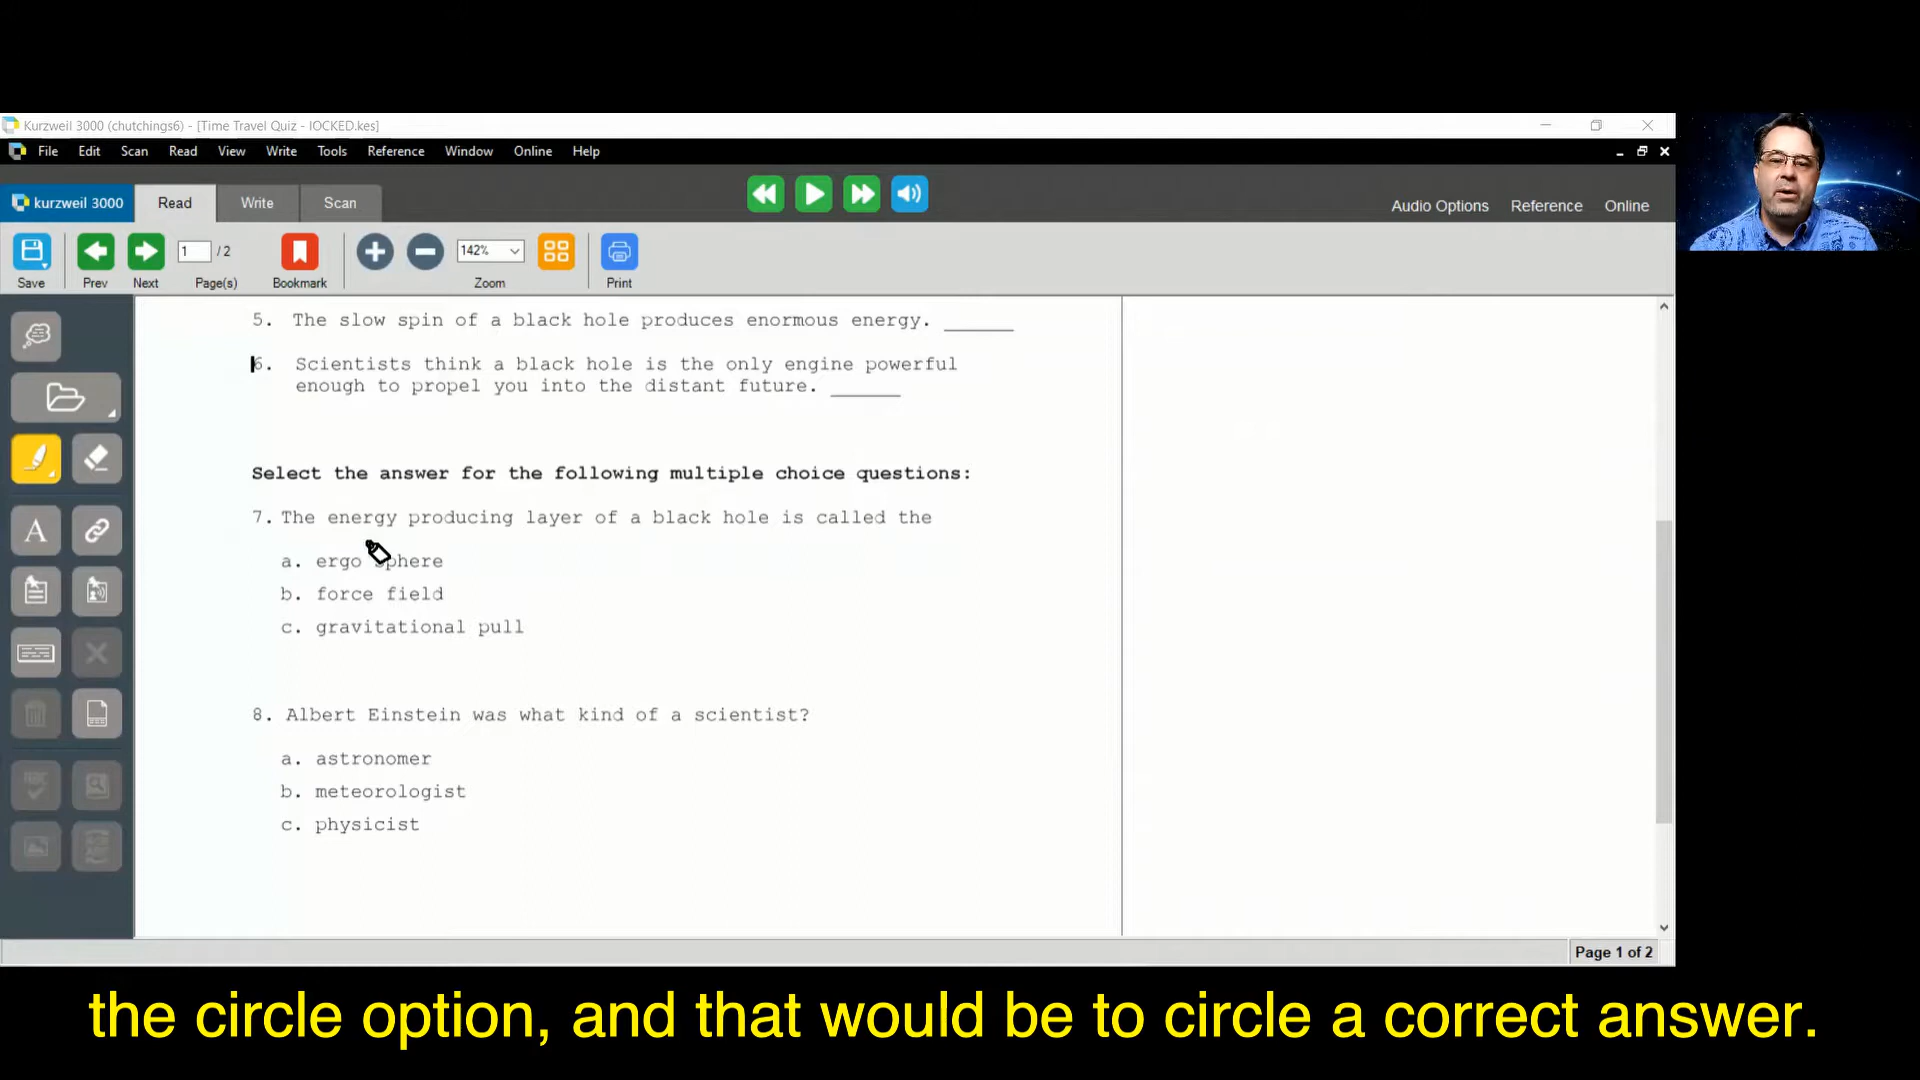 Kurzweil 3000 (chutchings6) - [Time Travel Quiz - lOCKED.kes]
File Edit Scan Read View Write Tools Reference Window Online Help
kurzweil 3000 Read Write Scan
Audio Options Reference Online
1 / 2 142%
Save Prev Next Page(s) Bookmark Zoom Print
5. The slow spin of a black hole produces enormous energy. ______
6. Scientists think a black hole is the only engine powerful
enough to propel you into the distant future. ______
Select the answer for the following multiple choice questions:
7. The energy producing layer of a black hole is called the
a. ergo sphere
b. force field
c. gravitational pull
8. Albert Einstein was what kind of a scientist?
a. astronomer
b. meteorologist
c. physicist
A
Page 1 of 2
the circle option, and that would be to circle a correct answer.